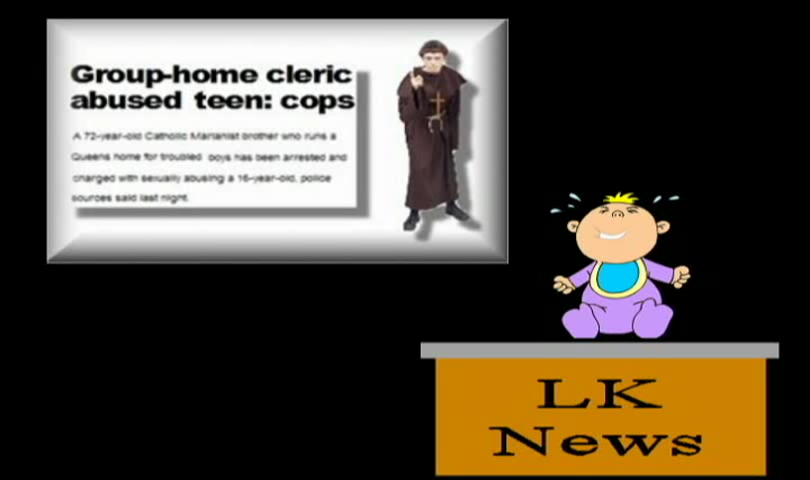 Group-home cleric
abused teen: cops
A 72-year-old Catholic Marianist brother who runs a
Queens home for troubled boys has been arrested and
charged with sexually abusing a 16-year-old, police
sources said last night.
LK
News